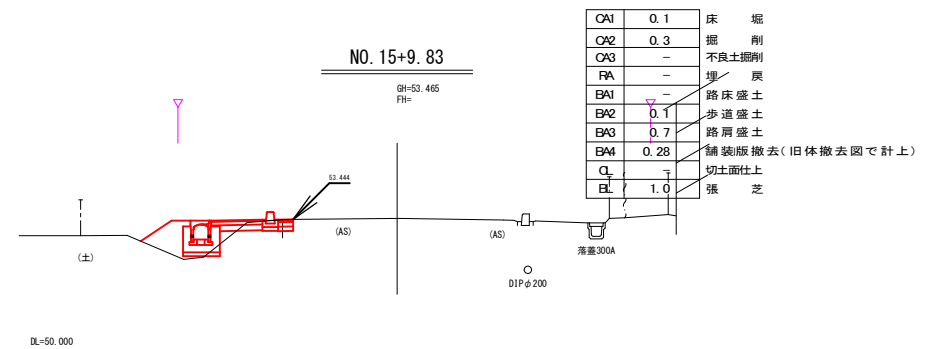 NO.15+9.83
GH=53.465
FH=
CA1 0.1 床堀
CA2 0.3 掘削
CA3 - 不良土掘削
RA - 埋戻
BA1 - 路床盛土
BA2 0.1 歩道盛土
BA3 0.7 路肩盛土
BA4 0.28 舗装版撤去(旧体撤去図で計上)
CL - 切土面仕上
BL 1.0 張芝
53.444
(土)
(AS)
(AS)
落蓋300A
DIPφ200
DL=50.000